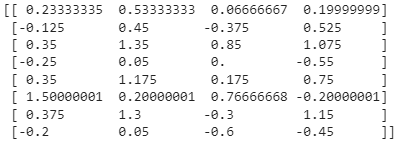 [[ 0.23333335  0.53333333  0.06666667  0.19999999]
 [-0.125       0.45       -0.375       0.525     ]
 [ 0.35        1.35        0.85        1.075     ]
 [-0.25        0.05        0.         -0.55      ]
 [ 0.35        1.175       0.175       0.75      ]
 [ 1.50000001  0.20000001  0.76666668 -0.20000001]
 [ 0.375       1.3        -0.3         1.15      ]
 [-0.2         0.05       -0.6        -0.45      ]]